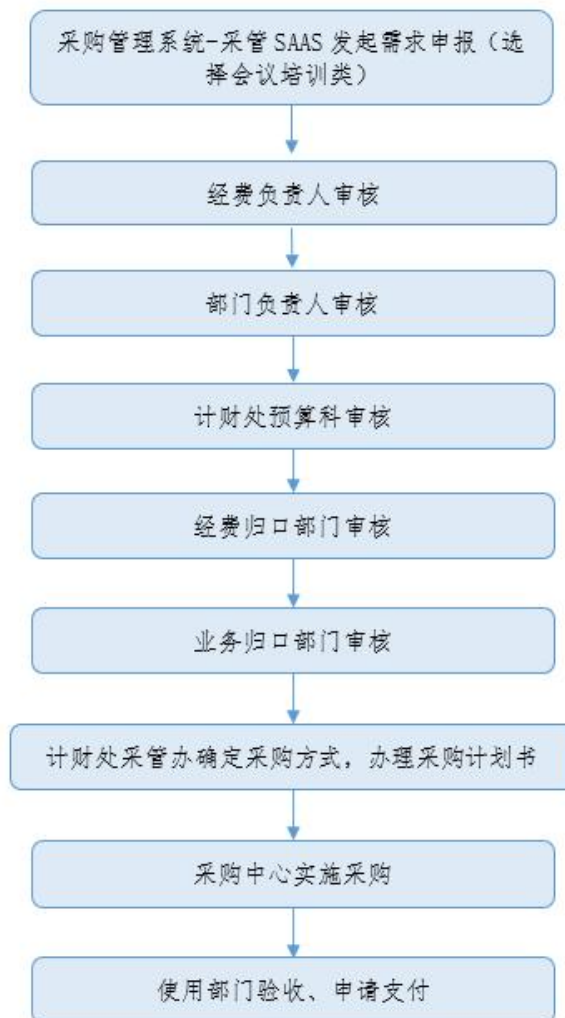 采购管理系统-采管 SAAS 发起需求申报（选
择会议培训类）
经费负责人审核
部门负责人审核
计财处预算科审核
经费归口部门审核
业务归口部门审核
计财处采管办确定采购方式，办理采购计划书
采购中心实施采购
使用部门验收、申请支付